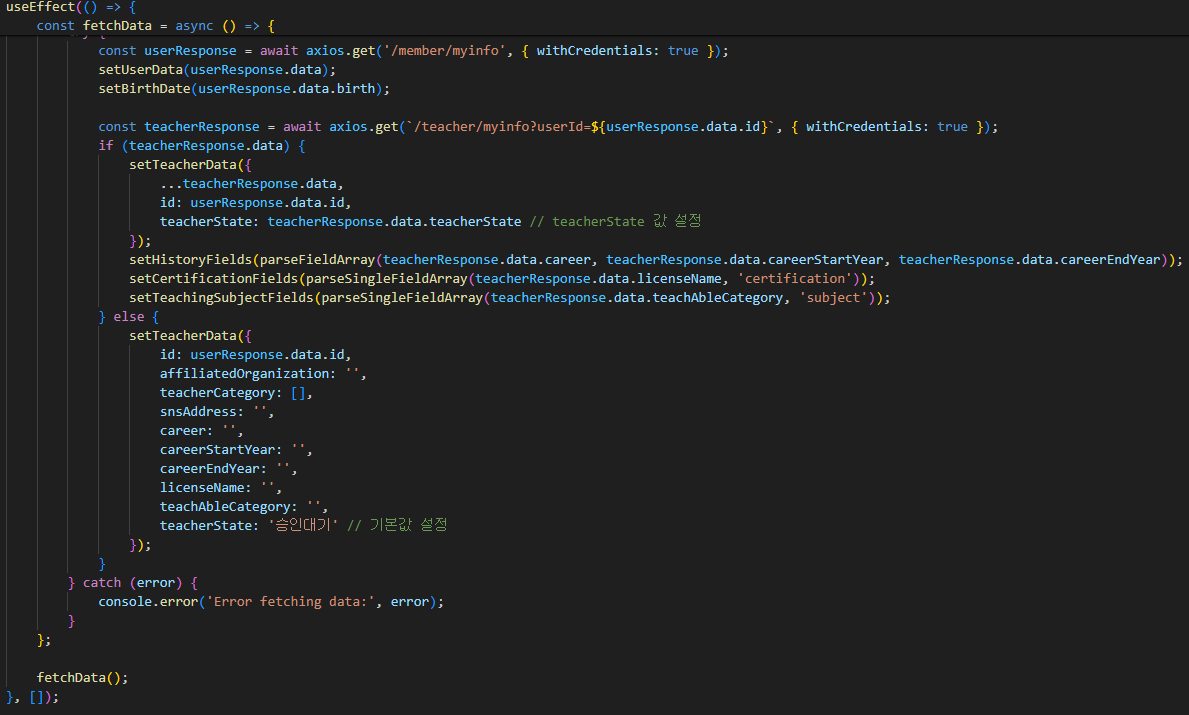 useEffect(() => {
    const fetchData = async () => {
            const userResponse = await axios.get('/member/myinfo', { withCredentials: true });
            setUserData(userResponse.data);
            setBirthDate(userResponse.data.birth);

            const teacherResponse = await axios.get(`/teacher/myinfo?userId=${userResponse.data.id}`, { withCredentials: true });
            if (teacherResponse.data) {
                setTeacherData({
                    ...teacherResponse.data,
                    id: userResponse.data.id,
                    teacherState: teacherResponse.data.teacherState // teacherState 값 설정
                });
                setHistoryFields(parseFieldArray(teacherResponse.data.career, teacherResponse.data.careerStartYear, teacherResponse.data.careerEndYear));
                setCertificationFields(parseSingleFieldArray(teacherResponse.data.licenseName, 'certification'));
                setTeachingSubjectFields(parseSingleFieldArray(teacherResponse.data.teachAbleCategory, 'subject'));
            } else {
                setTeacherData({
                    id: userResponse.data.id,
                    affiliatedOrganization: '',
                    teacherCategory: [],
                    snsAddress: '',
                    career: '',
                    careerStartYear: '',
                    careerEndYear: '',
                    licenseName: '',
                    teachAbleCategory: '',
                    teacherState: '승인대기' // 기본값 설정
                });
            }
        } catch (error) {
            console.error('Error fetching data:', error);
        }
    };

    fetchData();
}, []);